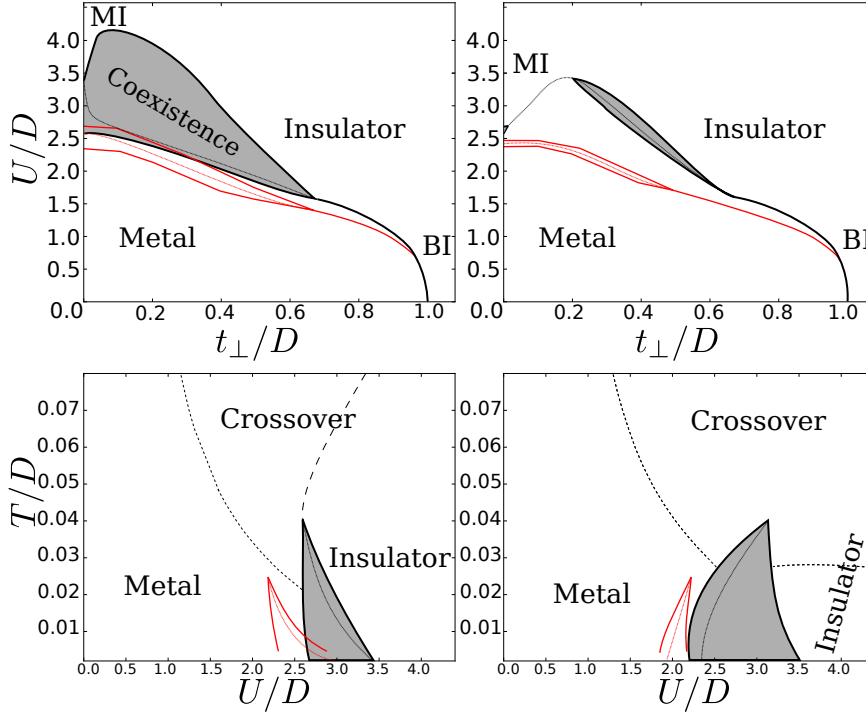 MI
4.0
3.5
3.0
2.5
2.0
1.5
1.0
0.5
0.0
U/D
Coexistence
Insulator
Metal
BI
0.2 0.4 0.6 0.8 1.0
t⊥/D
MI
4.0
3.5
3.0
2.5
2.0
1.5
1.0
0.5
0.0
Insulator
Metal
BI
0.2 0.4 0.6 0.8 1.0
t⊥/D
0.07
0.06
0.05
0.04
0.03
0.02
0.01
T/D
Crossover
Insulator
Metal
0.0 0.5 1.0 1.5 2.0 2.5 3.0 3.5 4.0
U/D
0.07
0.06
0.05
0.04
0.03
0.02
0.01
Crossover
Metal
Insulator
0.0 0.5 1.0 1.5 2.0 2.5 3.0 3.5 4.0
U/D